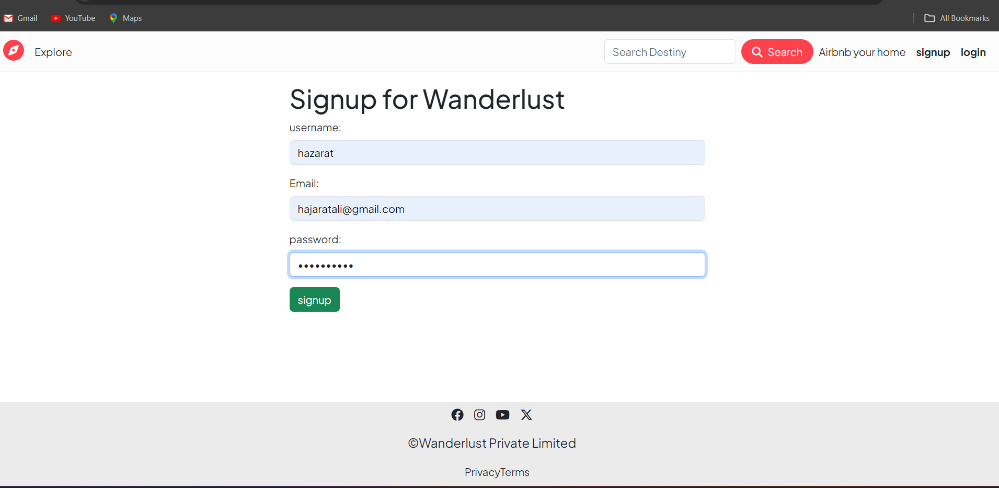 Gmail YouTube Maps All Bookmarks
Explore Search Destiny Search Airbnb your home signup login
Signup for Wanderlust
username:
hazarat
Email:
hajaratali@gmail.com
password:
••••••••••
signup
©Wanderlust Private Limited
PrivacyTerms